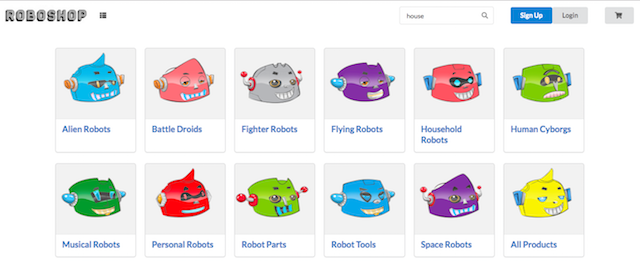 ROBOSHOP
house
Sign Up
Login
Alien Robots
Battle Droids
Fighter Robots
Flying Robots
Household
Robots
Human Cyborgs
Musical Robots
Personal Robots
Robot Parts
Robot Tools
Space Robots
All Products